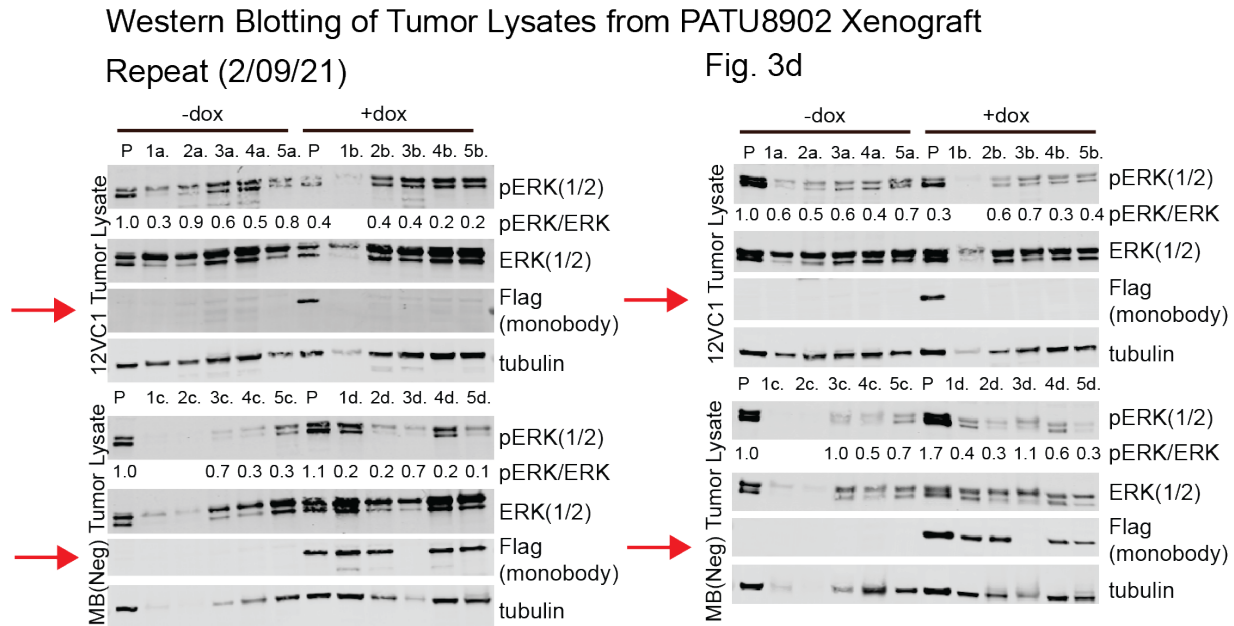 Western Blotting of Tumor Lysates from PATU8902 Xenograft
Repeat (2/09/21)
-dox +dox
P 1a. 2a. 3a. 4a. 5a. P 1b. 2b. 3b. 4b. 5b.
12VC1 Tumor Lysate
pERK(1/2)
1.0 0.3 0.9 0.6 0.5 0.8 0.4 0.4 0.4 0.2 0.2 pERK/ERK
ERK(1/2)
Flag
(monobody)
tubulin
P 1c. 2c. 3c. 4c. 5c. P 1d. 2d. 3d. 4d. 5d.
MB(Neg) Tumor Lysate
pERK(1/2)
1.0 0.7 0.3 0.3 1.1 0.2 0.2 0.7 0.2 0.1 pERK/ERK
ERK(1/2)
Flag
(monobody)
tubulin
Fig. 3d
-dox +dox
P 1a. 2a. 3a. 4a. 5a. P 1b. 2b. 3b. 4b. 5b.
12VC1 Tumor Lysate
pERK(1/2)
1.0 0.6 0.5 0.6 0.4 0.7 0.3 0.6 0.7 0.3 0.4 pERK/ERK
ERK(1/2)
Flag
(monobody)
tubulin
P 1c. 2c. 3c. 4c. 5c. P 1d. 2d. 3d. 4d. 5d.
MB(Neg) Tumor Lysate
pERK(1/2)
1.0 1.0 0.5 0.7 1.7 0.4 0.3 1.1 0.6 0.3 pERK/ERK
ERK(1/2)
Flag
(monobody)
tubulin